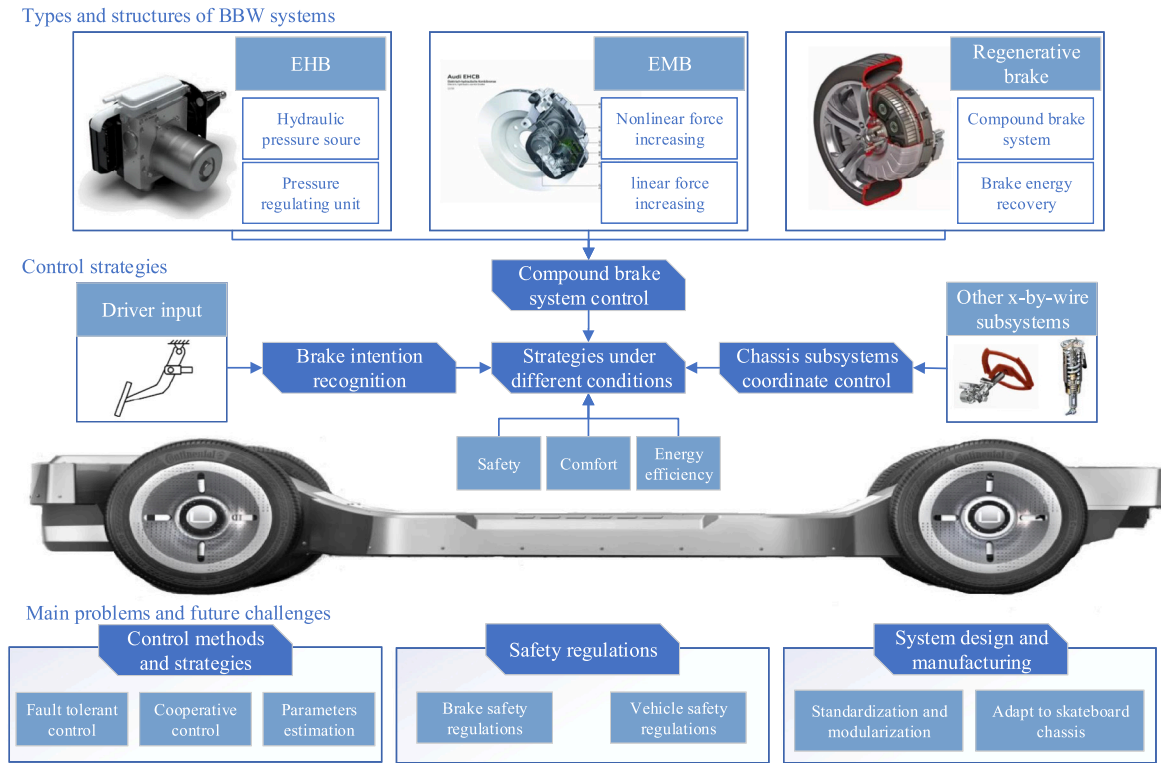 Types and structures of BBW systems
EHB
Hydraulic
pressure soure
Pressure
regulating unit
Audi EHCB
EMB
Nonlinear force
increasing
linear force
increasing
Regenerative
brake
Compound brake
system
Brake energy
recovery
Control strategies
Compound brake
system control
Driver input
Brake intention
recognition
Strategies under
different conditions
Chassis subsystems
coordinate control
Other x-by-wire
subsystems
Safety
Comfort
Energy
efficiency
Continental
Continental
Main problems and future challenges
Control methods
and strategies
Fault tolerant
control
Cooperative
control
Parameters
estimation
Safety regulations
Brake safety
regulations
Vehicle safety
regulations
System design and
manufacturing
Standardization and
modularization
Adapt to skateboard
chassis